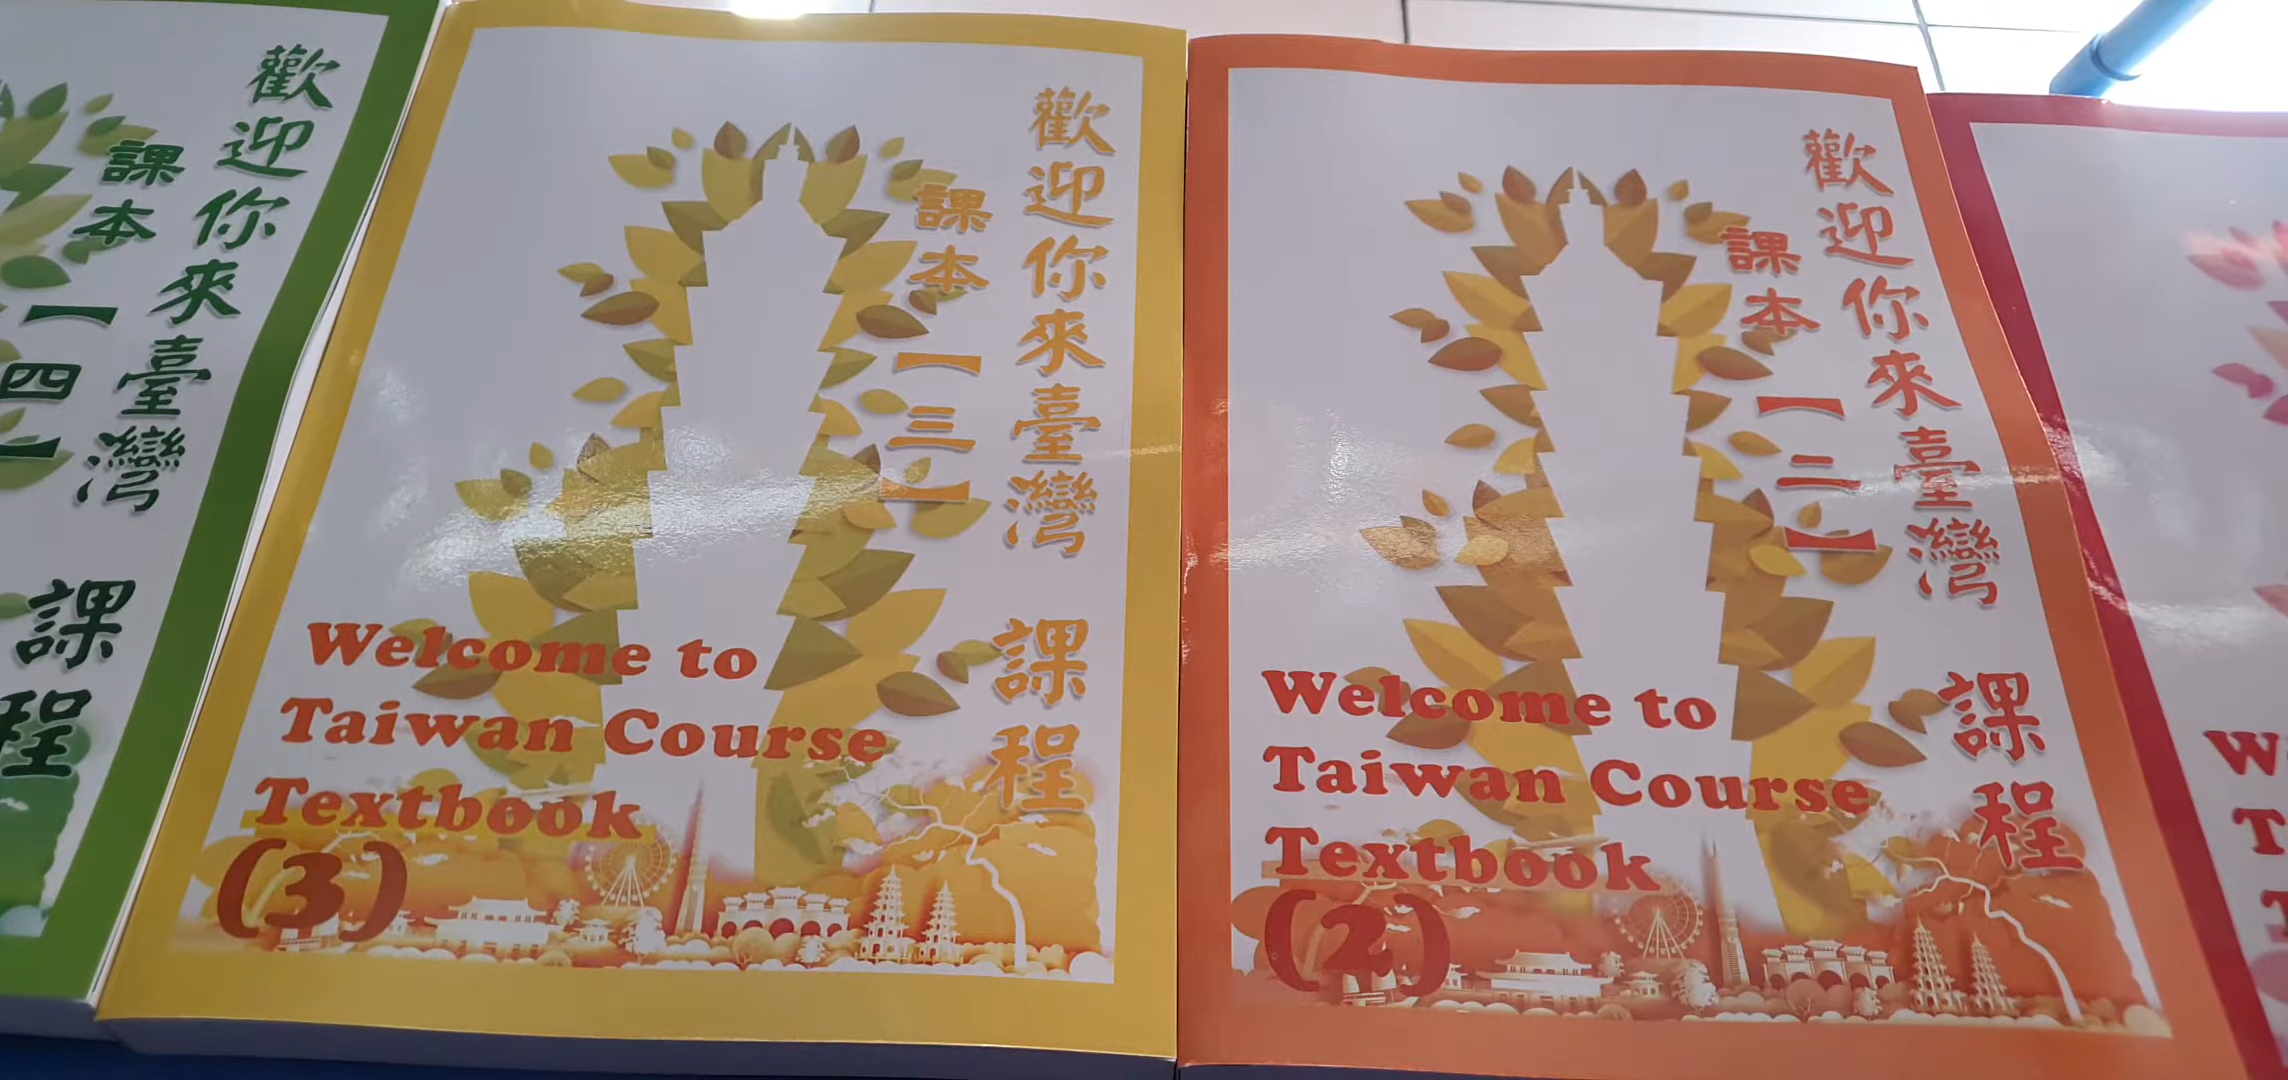 歡迎你來臺灣 課程
課本【四】
歡迎你來臺灣 課程
課本【三】
Welcome to
Taiwan Course
Textbook
(3)
歡迎你來臺灣 課程
課本【二】
Welcome to
Taiwan Course
Textbook
(2)
W
T
T